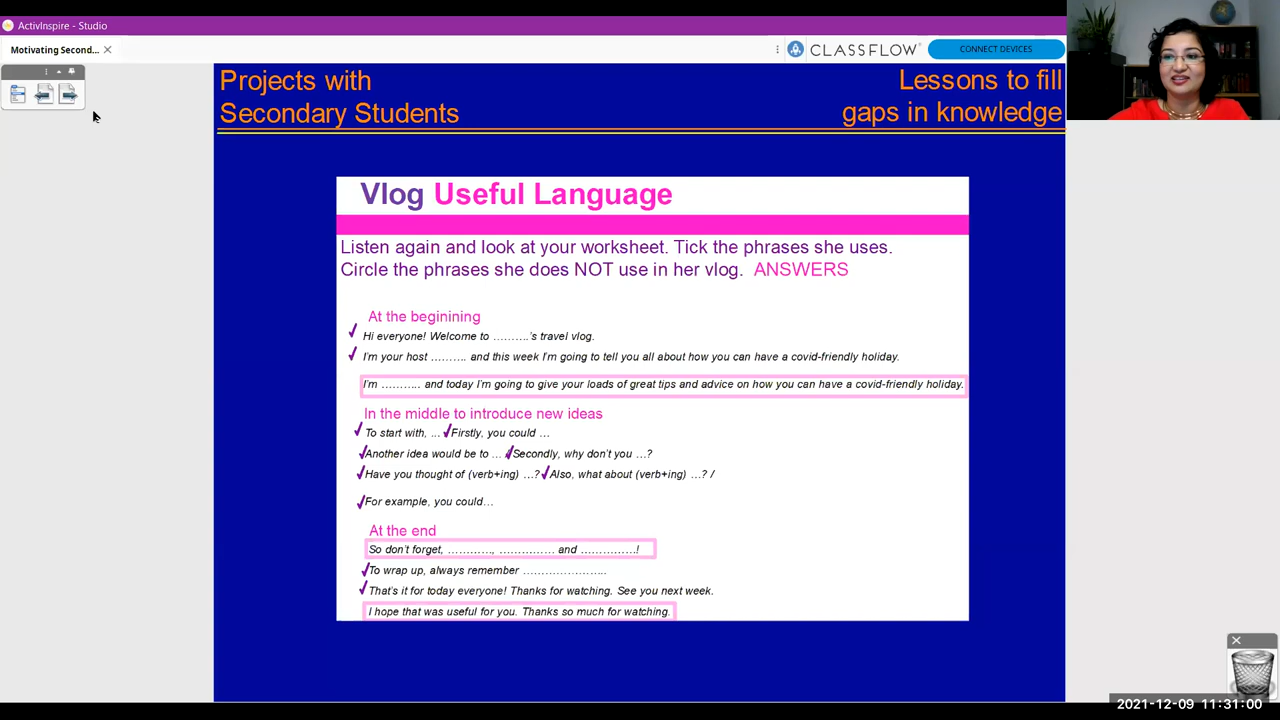 ActivInspire - Studio
Motivating Second...
CLASSFLOW
CONNECT DEVICES
Projects with
Secondary Students
Lessons to fill
gaps in knowledge
Vlog Useful Language
Listen again and look at your worksheet. Tick the phrases she uses.
Circle the phrases she does NOT use in her vlog. ANSWERS
At the beginining
Hi everyone! Welcome to ……….'s travel vlog.
I'm your host ………. and this week I'm going to tell you all about how you can have a covid-friendly holiday.
I'm ……….. and today I'm going to give your loads of great tips and advice on how you can have a covid-friendly holiday.
In the middle to introduce new ideas
To start with, ... Firstly, you could …
Another idea would be to … Secondly, why don't you …?
Have you thought of (verb+ing) …? Also, what about (verb+ing) …? /
For example, you could…
At the end
So don't forget, …………, …………… and ……………!
To wrap up, always remember …………………..
That's it for today everyone! Thanks for watching. See you next week.
I hope that was useful for you. Thanks so much for watching.
2021-12-09 11:31:00